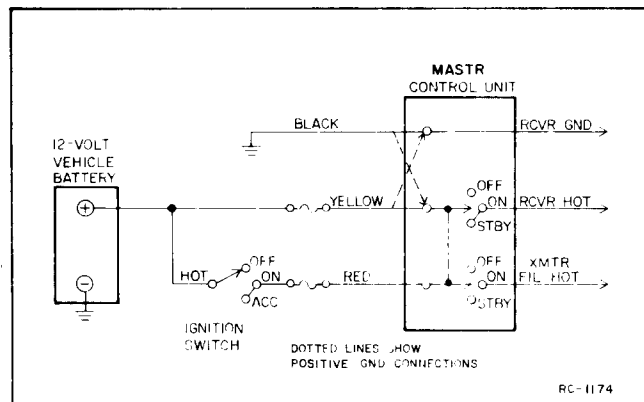 MASTR
CONTROL UNIT
BLACK
RCVR GND
12-VOLT
VEHICLE
BATTERY
OFF
YELLOW
ON
RCVR HOT
STBY
OFF
OFF
XMTR
HOT
ON
RED
ON
FIL HOT
ACC
STBY
IGNITION
SWITCH
DOTTED LINES SHOW
POSITIVE GND CONNECTIONS
RC-1174